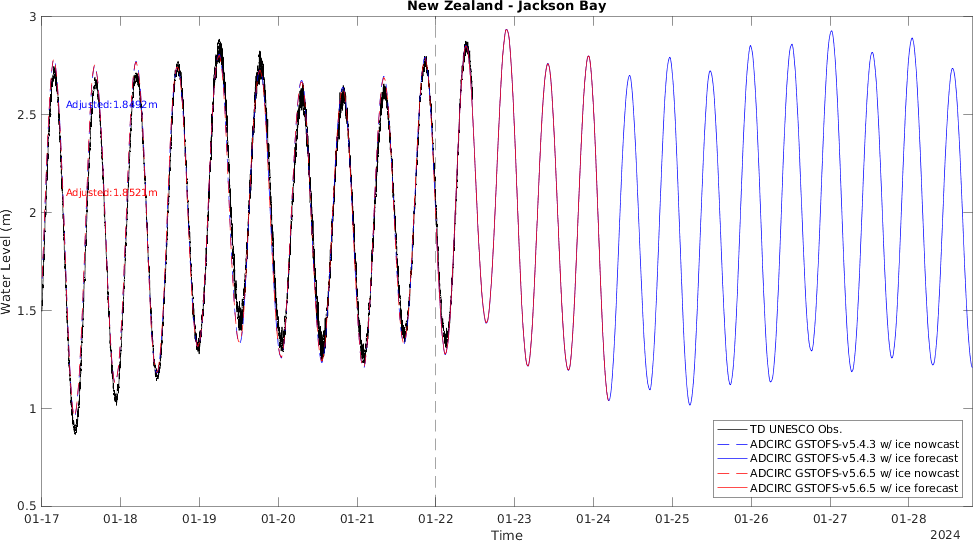 New Zealand - Jackson Bay
3
2.5
2
1.5
1
0.5
Water Level (m)
Adjusted:1.8492m
Adjusted:1.8521m
TD UNESCO Obs.
ADCIRC GSTOFS-v5.4.3 w/ ice nowcast
ADCIRC GSTOFS-v5.4.3 w/ ice forecast
ADCIRC GSTOFS-v5.6.5 w/ ice nowcast
ADCIRC GSTOFS-v5.6.5 w/ ice forecast
01-17 01-18 01-19 01-20 01-21 01-22 01-23 01-24 01-25 01-26 01-27 01-28
Time
2024